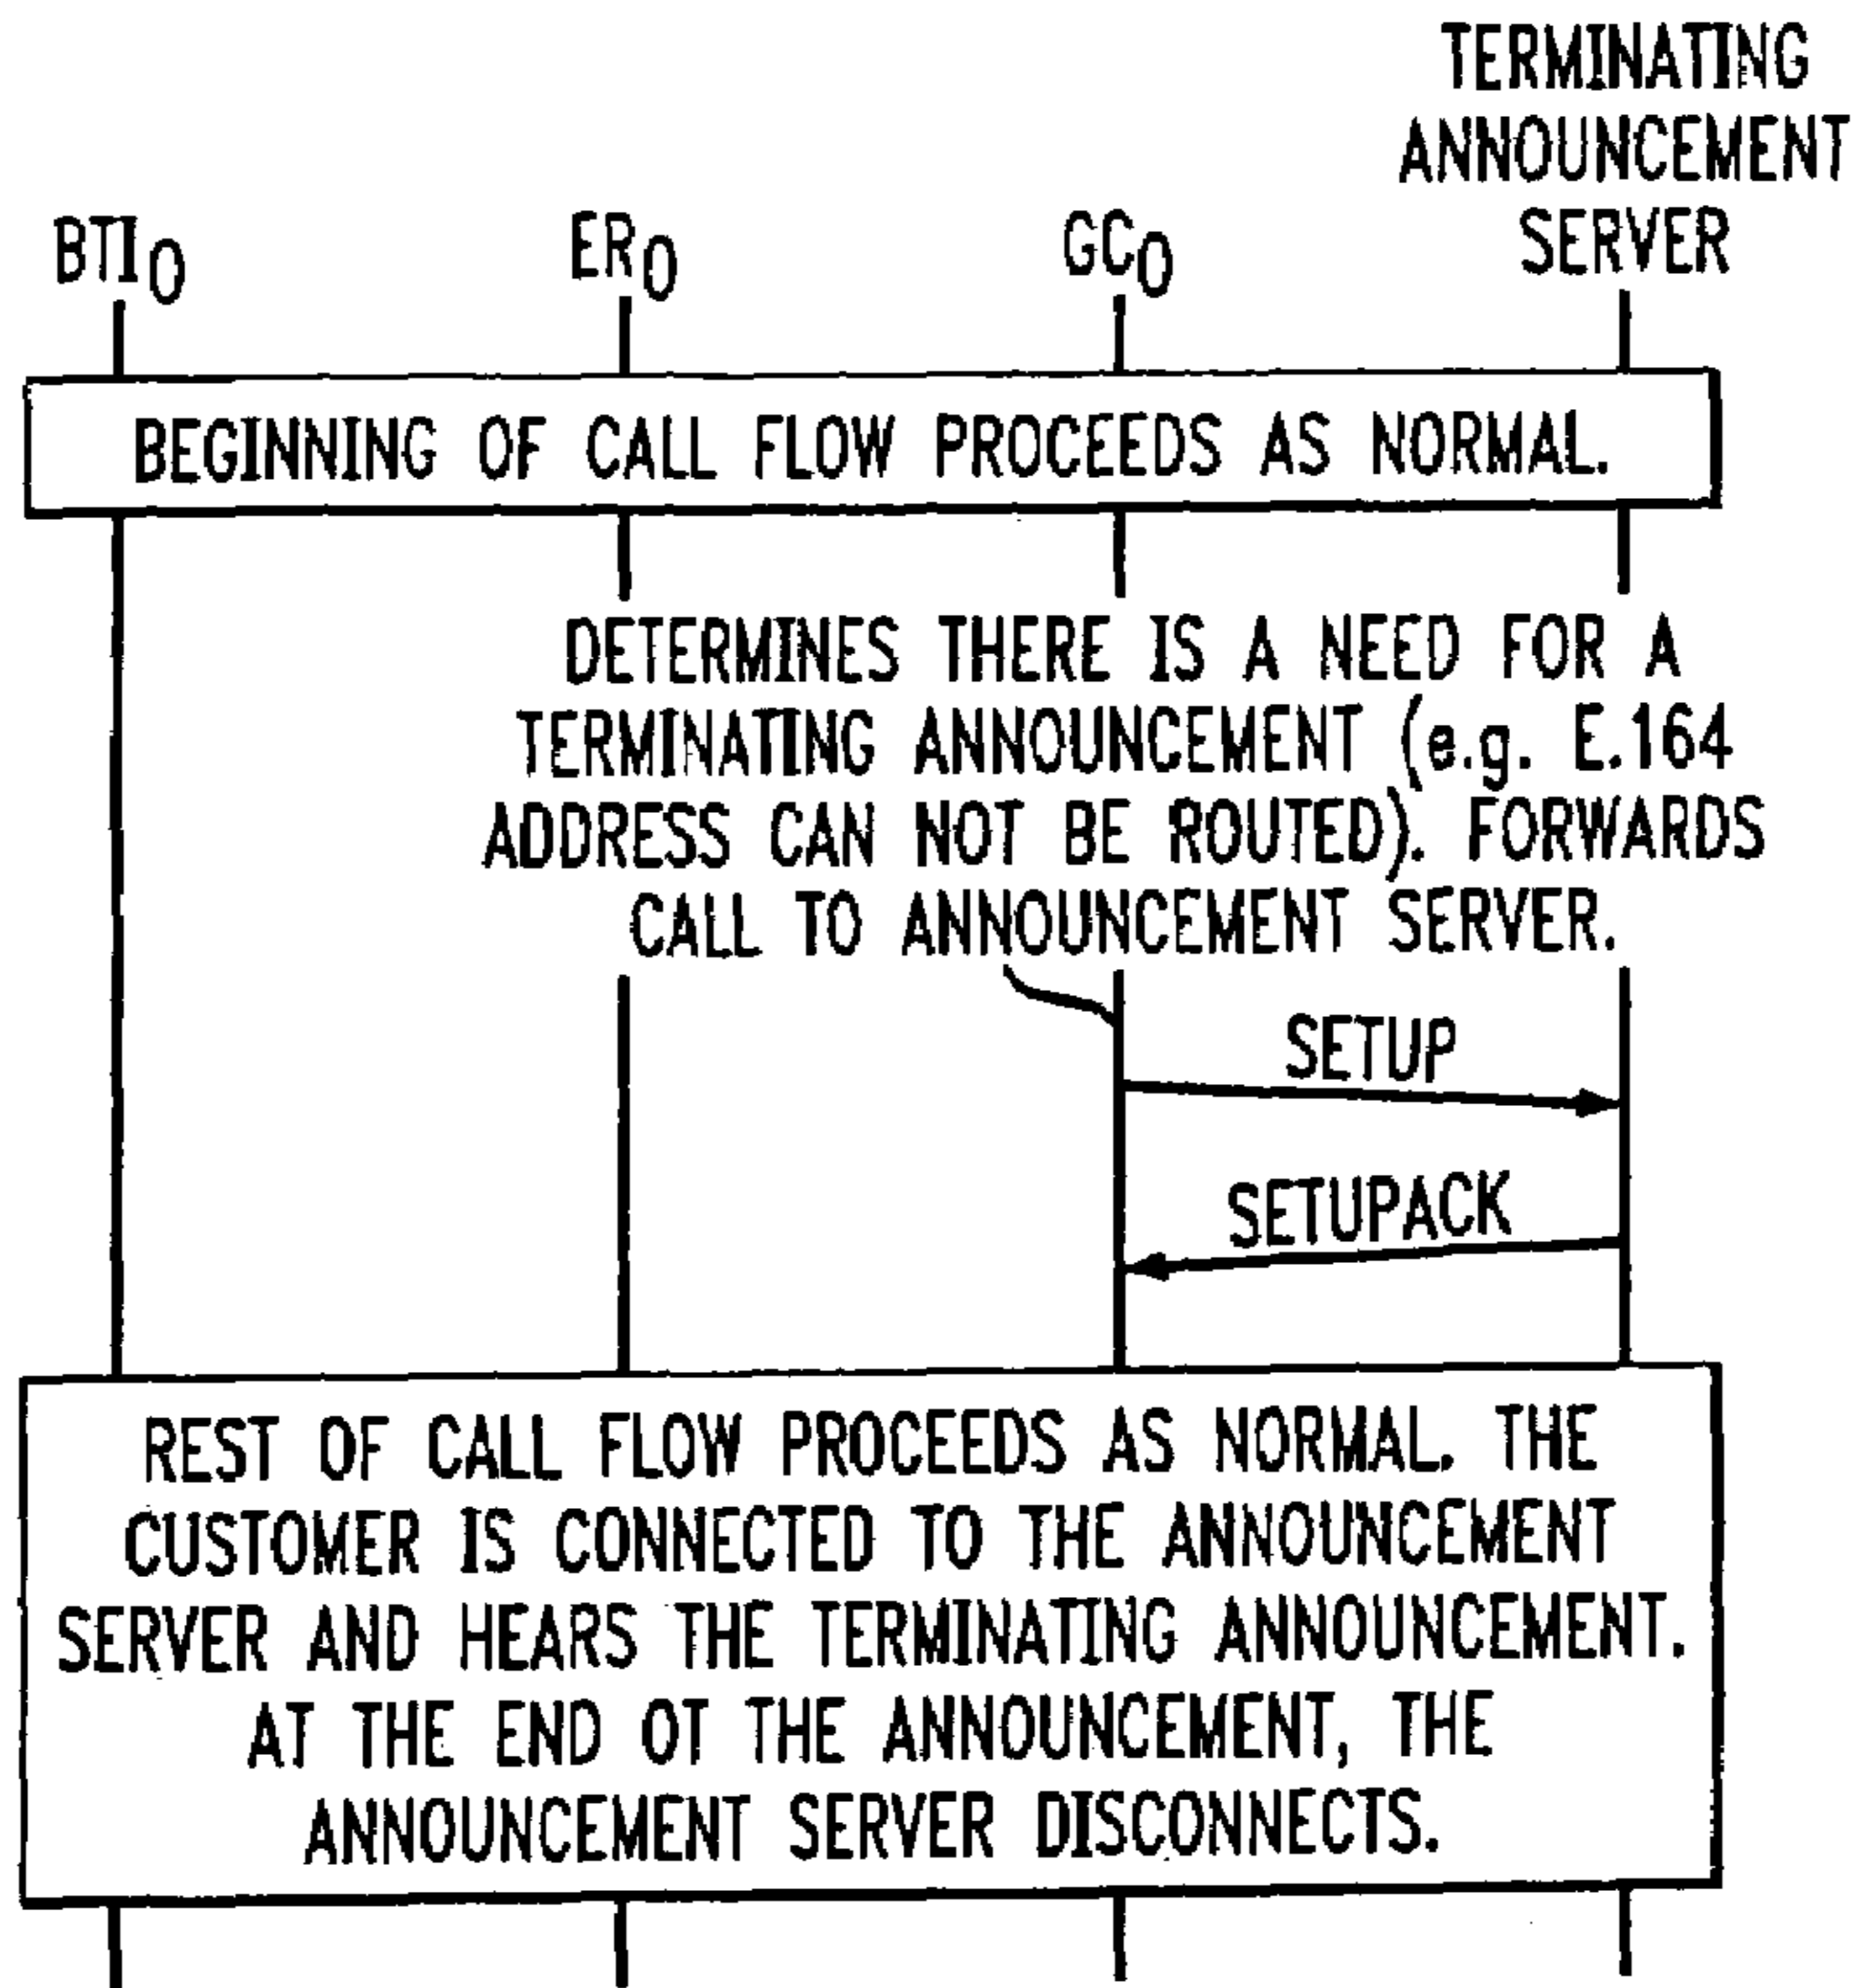 TERMINATING
ANNOUNCEMENT
SERVER
BTIO ERO GCO
BEGINNING OF CALL FLOW PROCEEDS AS NORMAL.
DETERMINES THERE IS A NEED FOR A
TERMINATING ANNOUNCEMENT (e.g. E.164
ADDRESS CAN NOT BE ROUTED). FORWARDS
CALL TO ANNOUNCEMENT SERVER.
SETUP
SETUPACK
REST OF CALL FLOW PROCEEDS AS NORMAL. THE
CUSTOMER IS CONNECTED TO THE ANNOUNCEMENT
SERVER AND HEARS THE TERMINATING ANNOUNCEMENT.
AT THE END OT THE ANNOUNCEMENT, THE
ANNOUNCEMENT SERVER DISCONNECTS.